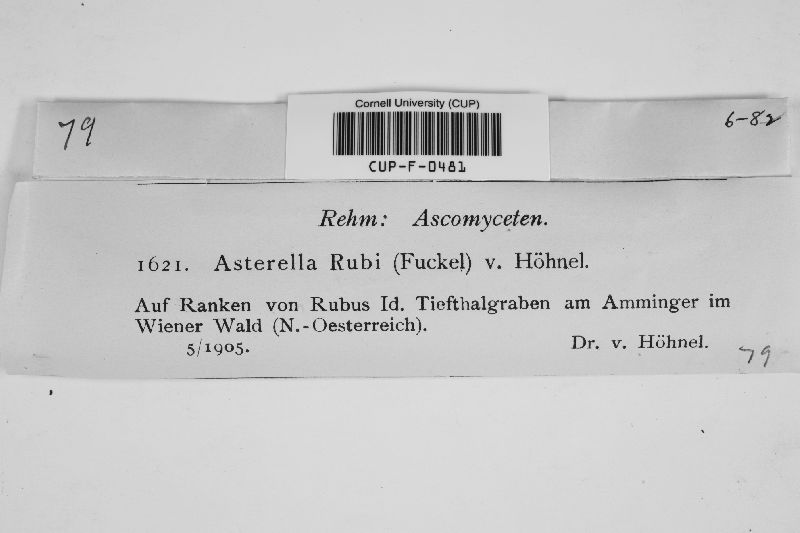 79
Cornell University (CUP)
CUP-F-0481
6-82
Rehm: Ascomyceten.
1621. Asterella Rubi (Fuckel) v. Höhnel.
Auf Ranken von Rubus Id. Tiefthalgraben am Amminger im
Wiener Wald (N.-Oesterreich).
5/1905. Dr. v. Höhnel.
79